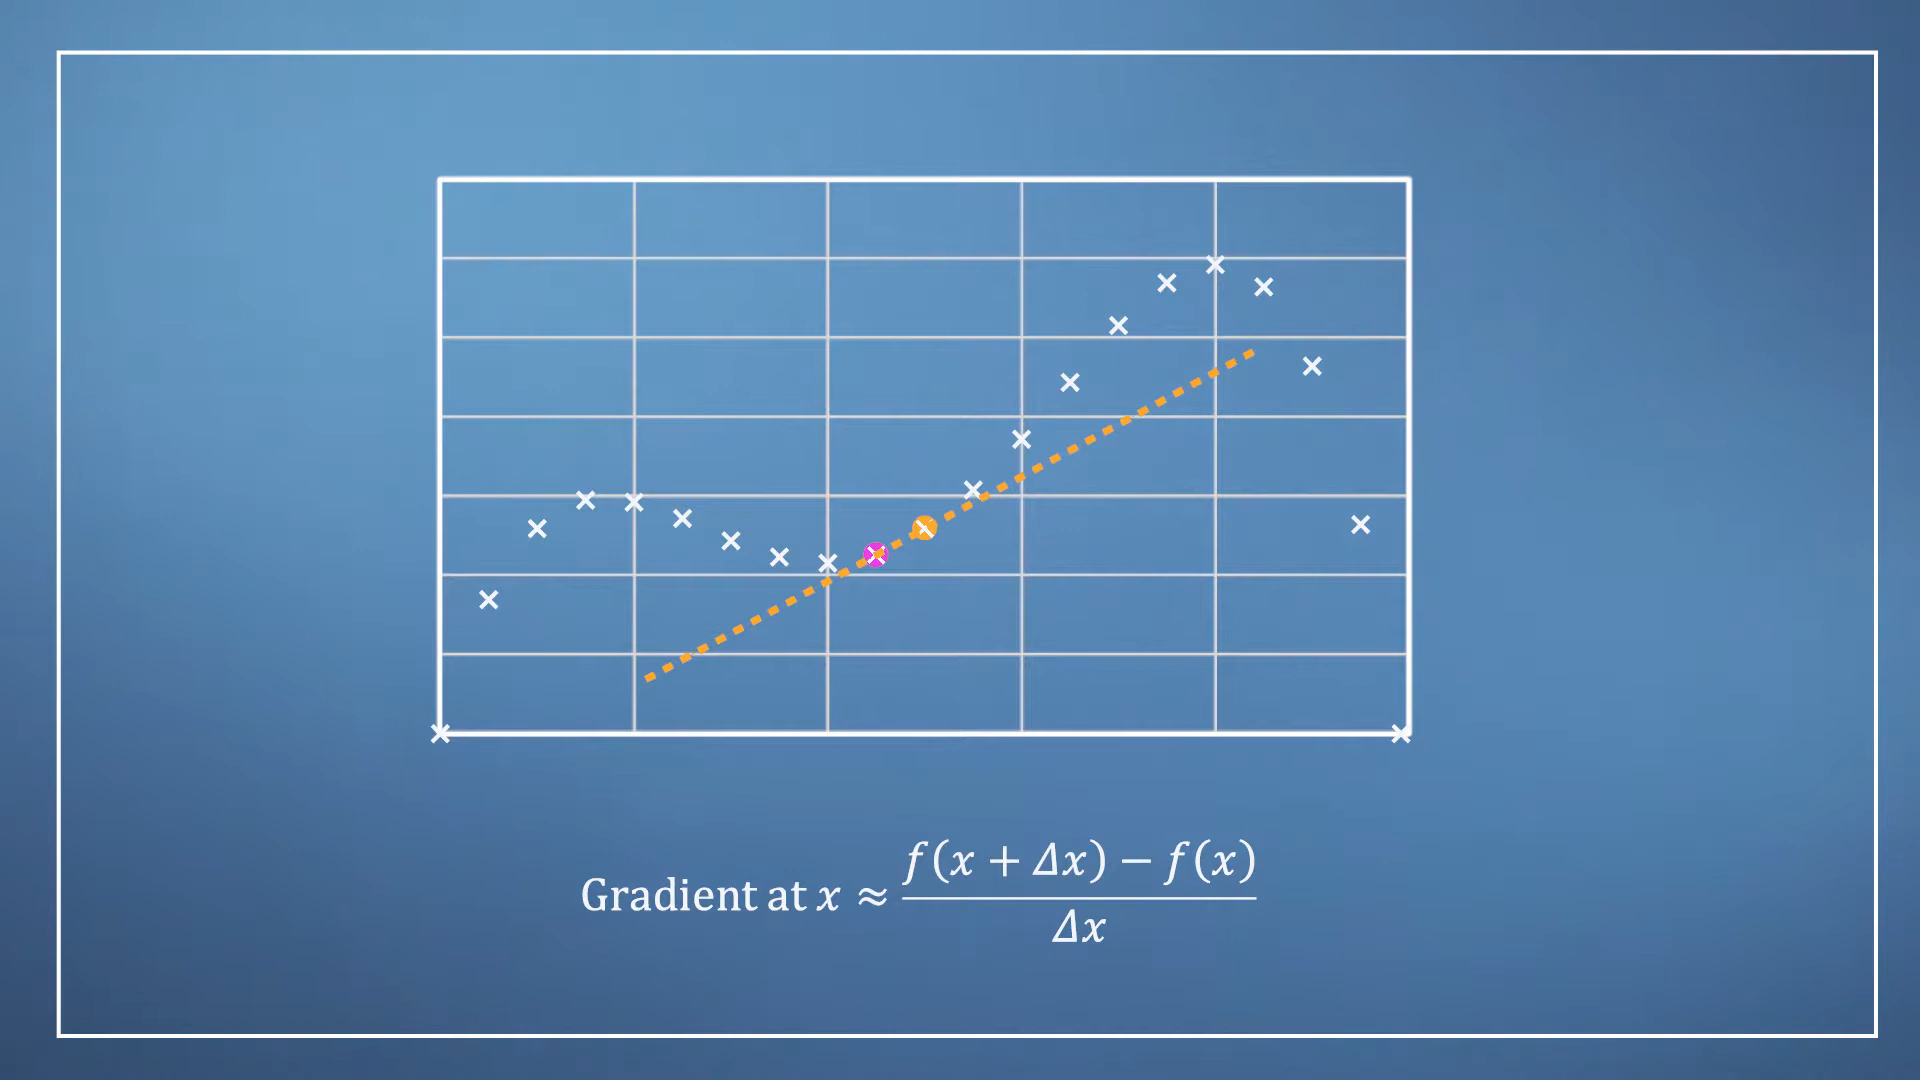 Gradient at x ≈ f(x + Δx) − f(x) / Δx